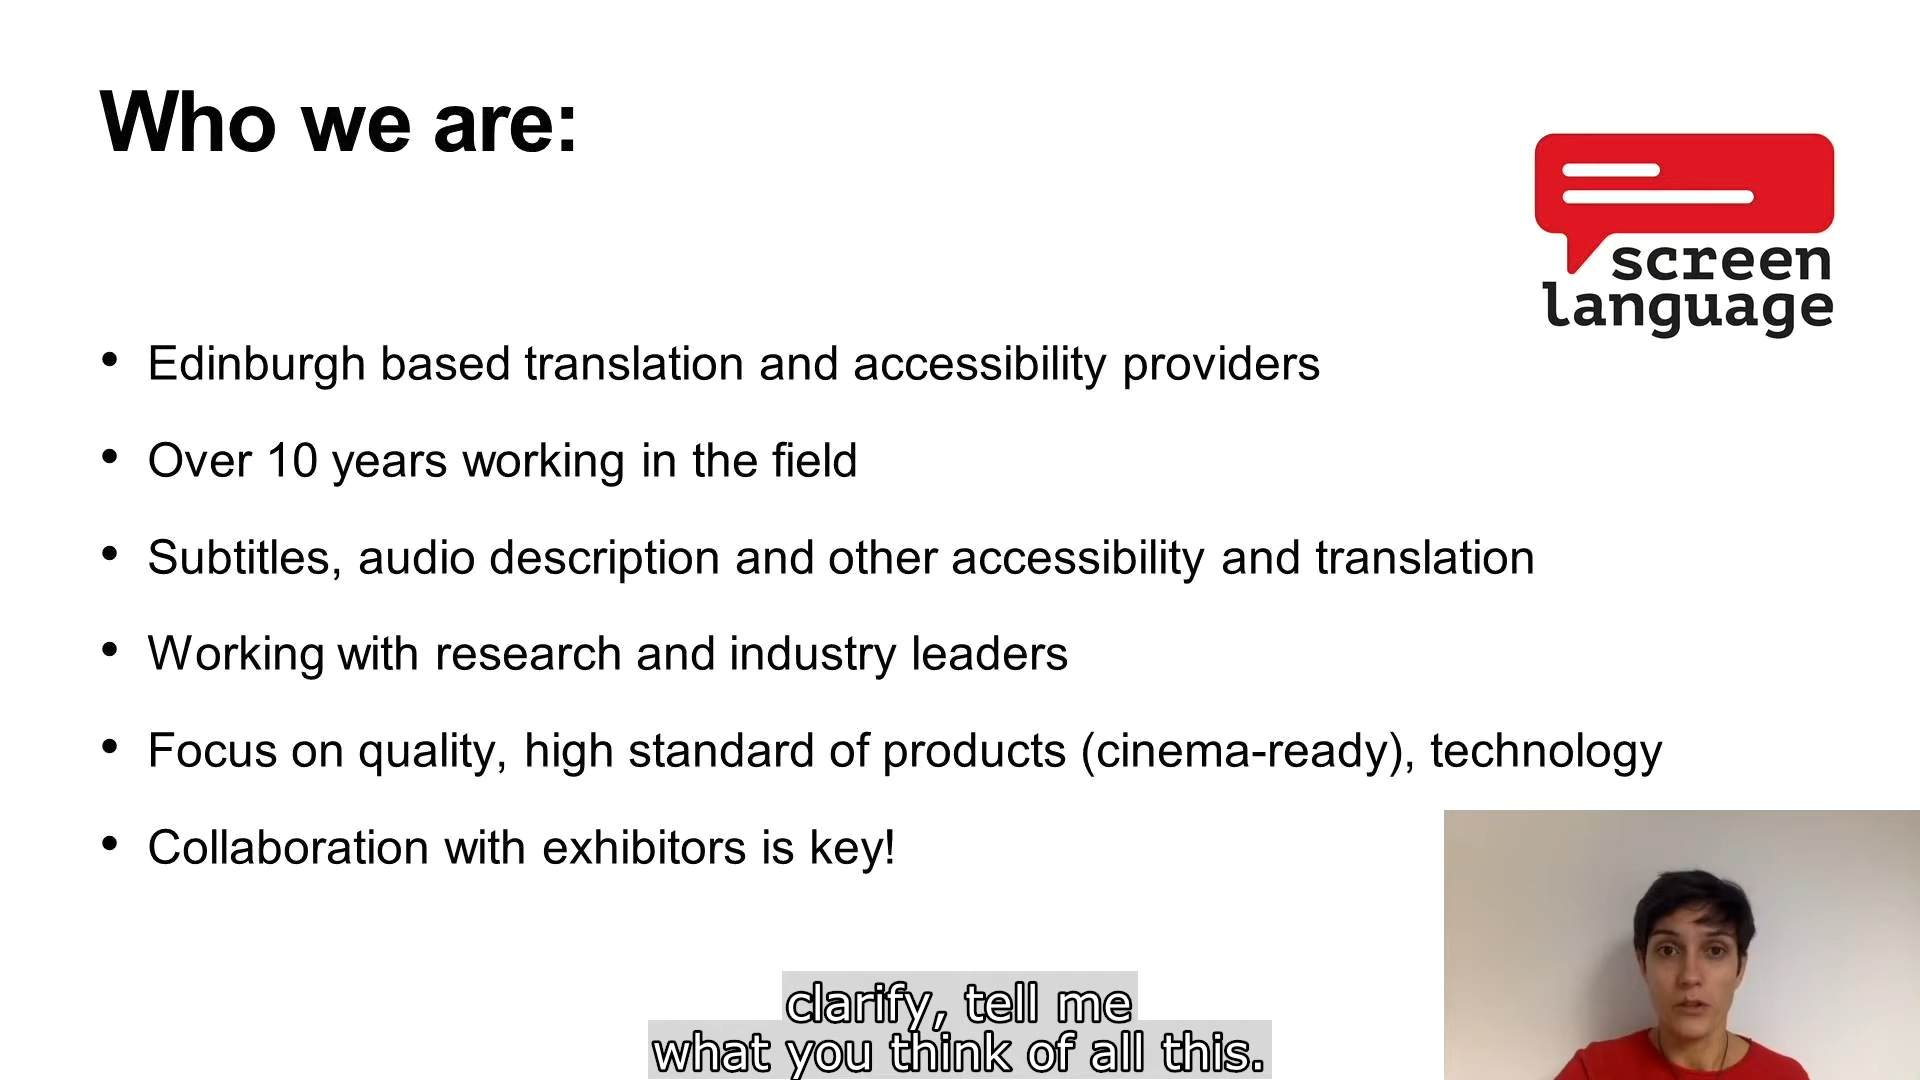 Who we are:
screen
language
• Edinburgh based translation and accessibility providers
• Over 10 years working in the field
• Subtitles, audio description and other accessibility and translation
• Working with research and industry leaders
• Focus on quality, high standard of products (cinema-ready), technology
• Collaboration with exhibitors is key!
clarify, tell me
what you think of all this.